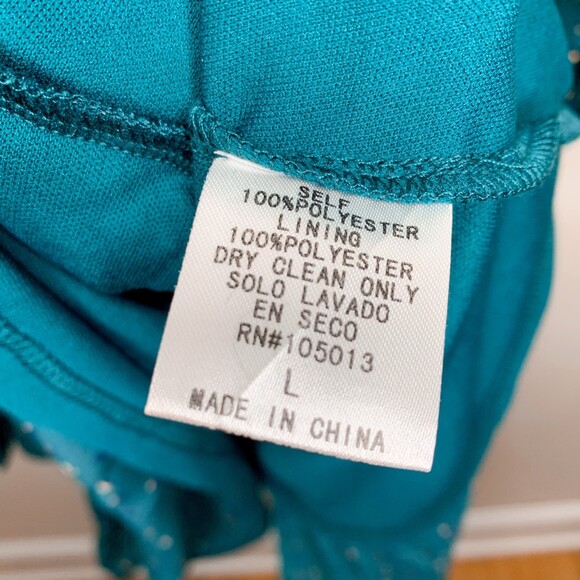 SELF
100%POLYESTER
LINING
100%POLYESTER
DRY CLEAN ONLY
SOLO LAVADO
EN SECO
RN#105013
L
MADE IN CHINA